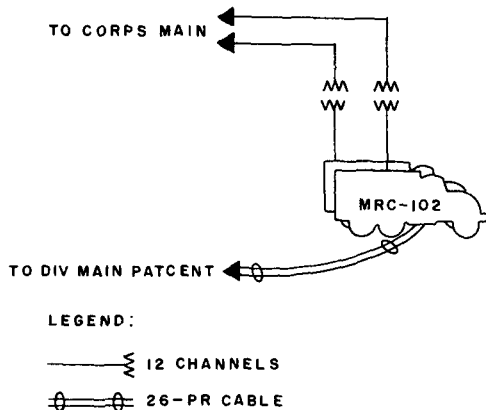 TO CORPS MAIN
MRC-102
TO DIV MAIN PATCENT
LEGEND:
12 CHANNELS
26-PR CABLE